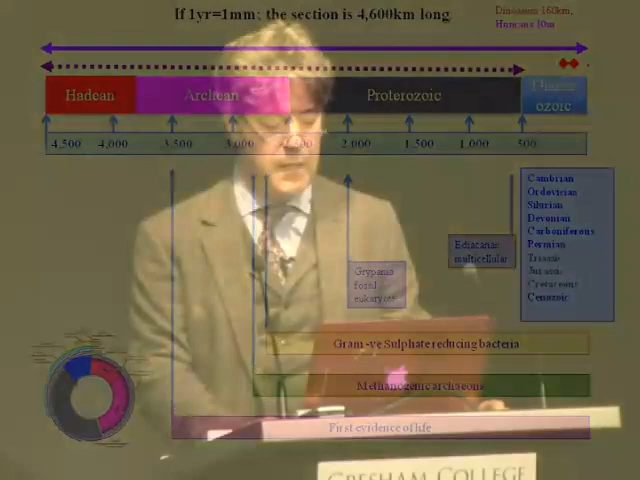 If 1yr=1mm; the section is 4,600km long
Dinosaurs 160km,
Humans 10m
Hadean
Archean
Proterozoic
ozoic
4,500
4,000
3,500
3,000
2,000
1,500
1,000
500
Cambrian
Ordovician
Silurian
Devonian
Carboniferous
Permian
Triassic
Jurassic
Cretaceous
Cenozoic
Ediacaran
multicellular
Grypania
fossil
eukaryote
Gram -ve Sulphate reducing bacteria
Methanogenic archaeons
First evidence of life
GRESHAM COLLEGE